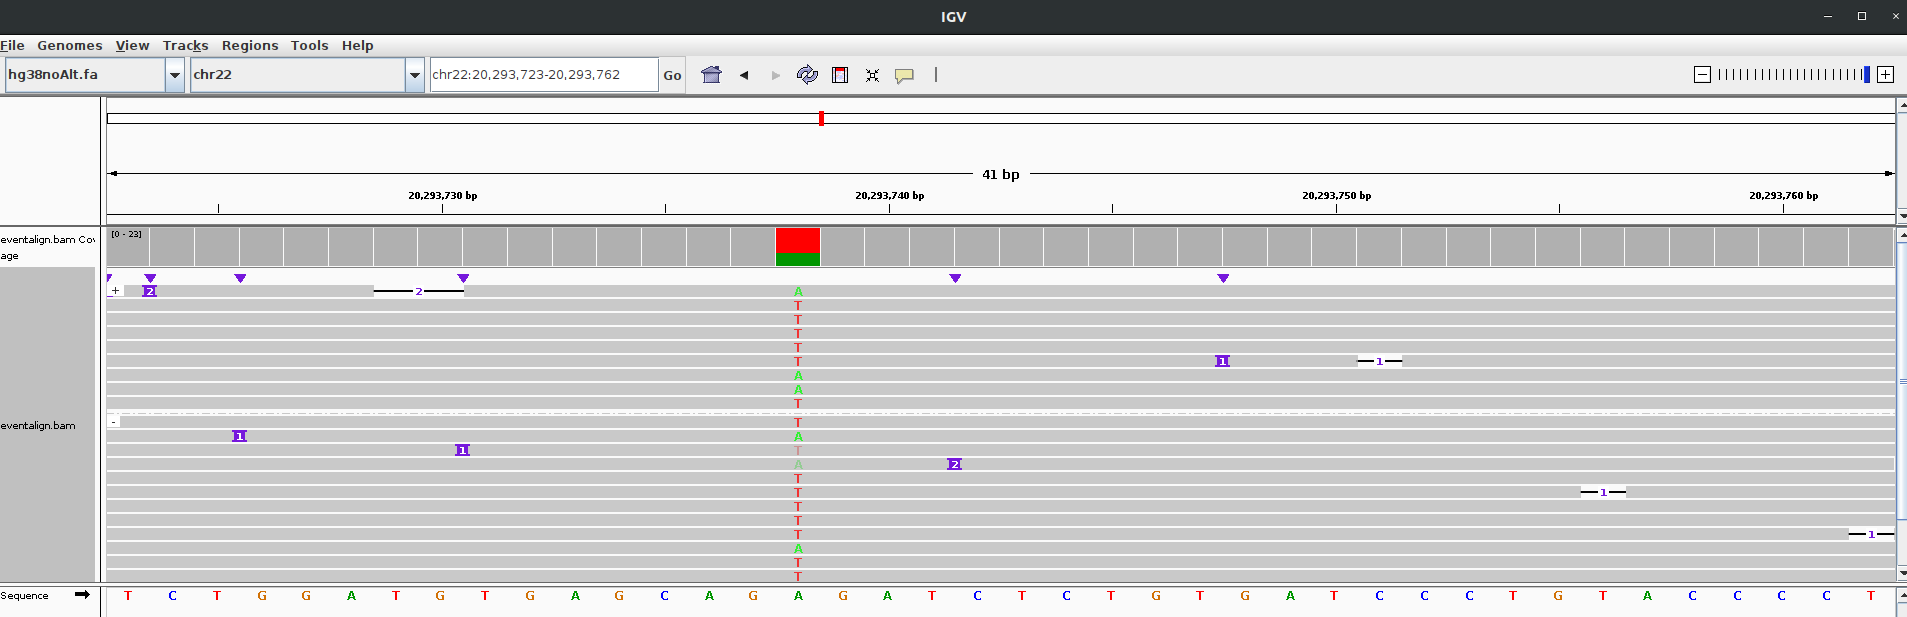 IGV
File Genomes View Tracks Regions Tools Help
hg38noAlt.fa chr22 chr22:20,293,723-20,293,762 Go
41 bp
20,293,730 bp 20,293,740 bp 20,293,750 bp 20,293,760 bp
eventalign.bam Cov
age
[0 - 23]
+ 2 2 A
T
T
T
T
T 1 1
A
A
T
- T
eventalign.bam
1 A
1 T
A 2
T
T 1
T
T
T 1
A
T
T
Sequence T C T G G A T G T G A G C A G A G A T C T C T G T G A T C C C T G T A C C C C T